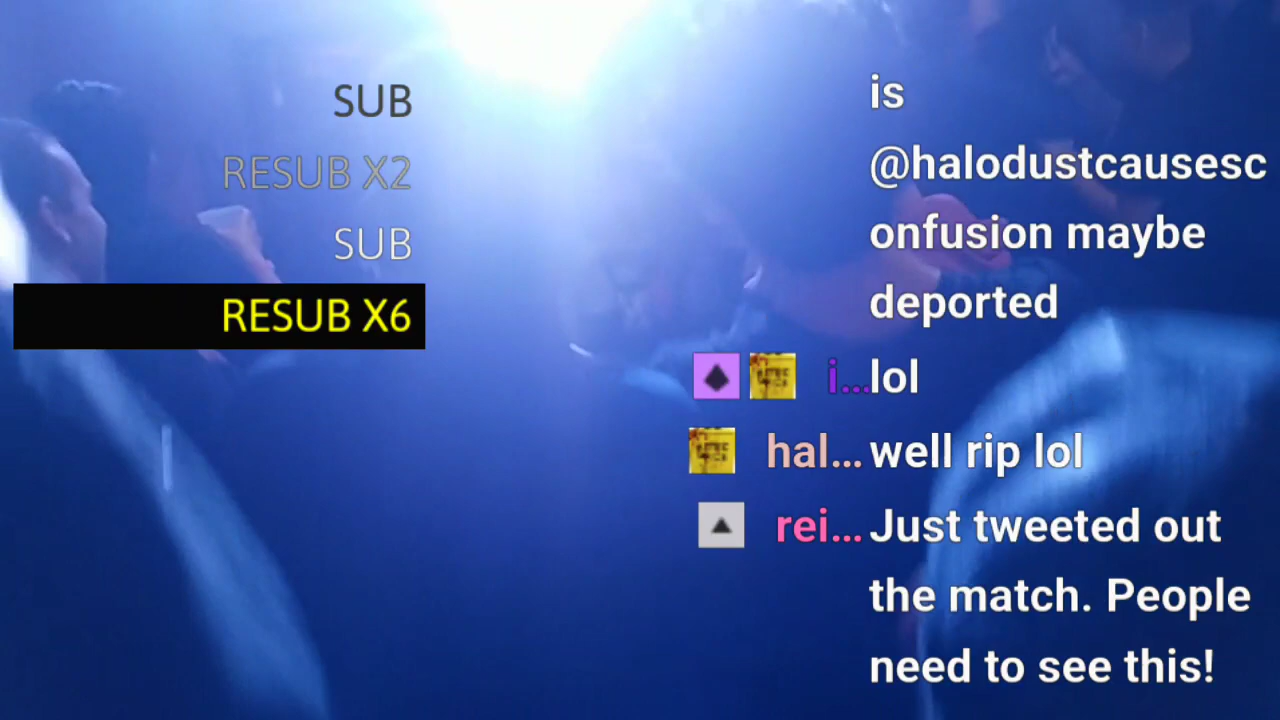 SUB
RESUB X2
SUB
RESUB X6
is
@halodustcausesc
onfusion maybe
deported
i...lol
hal...well rip lol
rei...Just tweeted out
the match. People
need to see this!